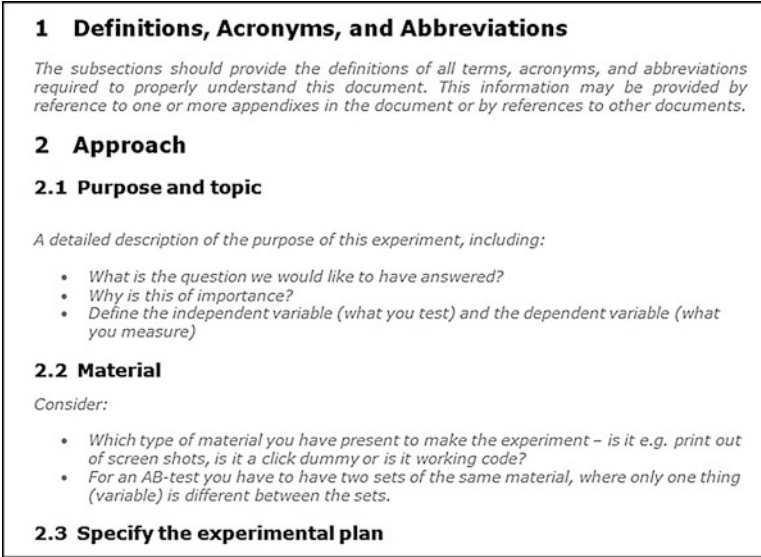 1 Definitions, Acronyms, and Abbreviations
The subsections should provide the definitions of all terms, acronyms, and abbreviations
required to properly understand this document. This information may be provided by
reference to one or more appendixes in the document or by references to other documents.
2 Approach
2.1 Purpose and topic
A detailed description of the purpose of this experiment, including:
• What is the question we would like to have answered?
• Why is this of importance?
• Define the independent variable (what you test) and the dependent variable (what
you measure)
2.2 Material
Consider:
• Which type of material you have present to make the experiment – is it e.g. print out
of screen shots, is it a click dummy or is it working code?
• For an AB-test you have to have two sets of the same material, where only one thing
(variable) is different between the sets.
2.3 Specify the experimental plan